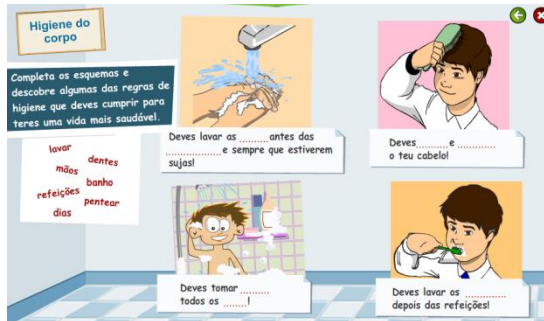 Higiene do
corpo
Completa os esquemas e
descobre algumas das regras de
higiene que deves cumprir para
teres uma vida mais saudável.
lavar
dentes
mãos
banho
refeições
pentear
dias
Deves lavar as .........antes das
.................e sempre que estiverem
sujas!
Deves..........e ..........
o teu cabelo!
Deves tomar .........
todos os .......!
Deves lavar os ............
depois das refeições!